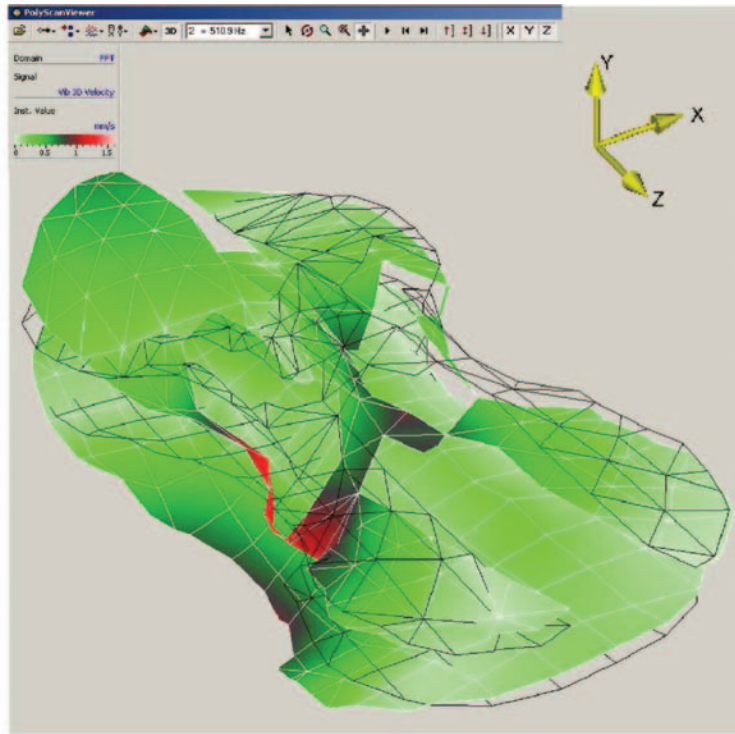 PolyScanViewer
3D
2 = 510.9 Hz
X Y Z
Domain FFT
Signal
Vib 3D Velocity
Inst. Value
mm/s
0 0.5 1 1.5
Y
X
Z